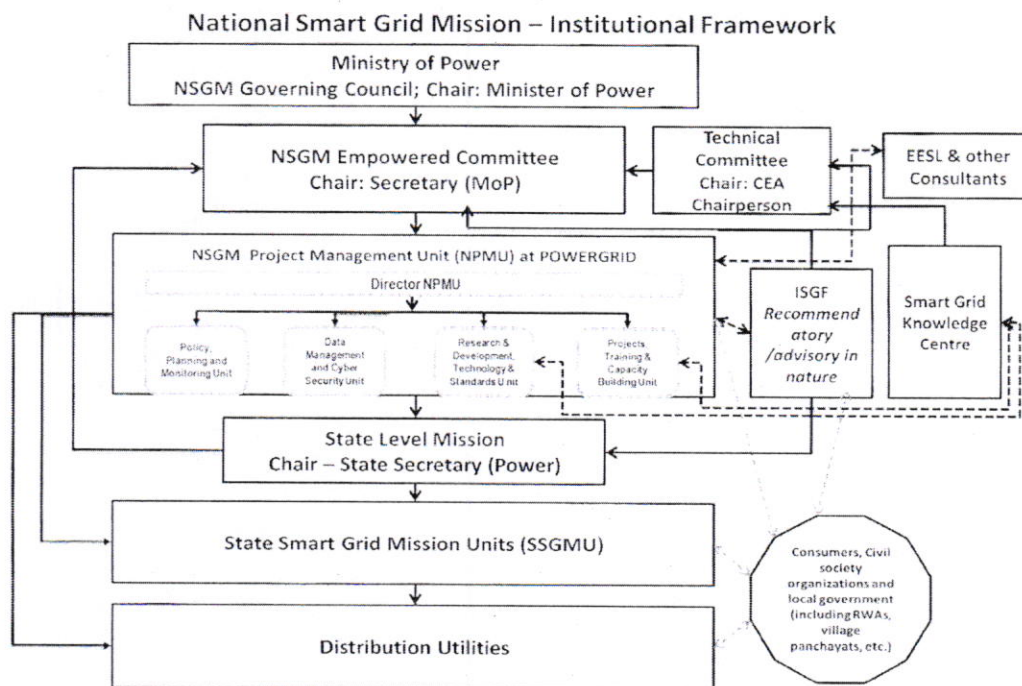 National Smart Grid Mission – Institutional Framework
Ministry of Power
NSGM Governing Council; Chair: Minister of Power
NSGM Empowered Committee
Chair: Secretary (MoP)
Technical
Committee
Chair: CEA
Chairperson
EESL & other
Consultants
NSGM Project Management Unit (NPMU) at POWERGRID
Director NPMU
Policy,
Planning and
Monitoring Unit
Data
Management
and Cyber
Security Unit
Research &
Development,
Technology &
Standards Unit
Projects,
Training &
Capacity
Building Unit
ISGF
Recommend
atory
/advisory in
nature
Smart Grid
Knowledge
Centre
State Level Mission
Chair – State Secretary (Power)
State Smart Grid Mission Units (SSGMU)
Consumers, Civil
society
organizations and
local government
(including RWAs,
village
panchayats, etc.)
Distribution Utilities